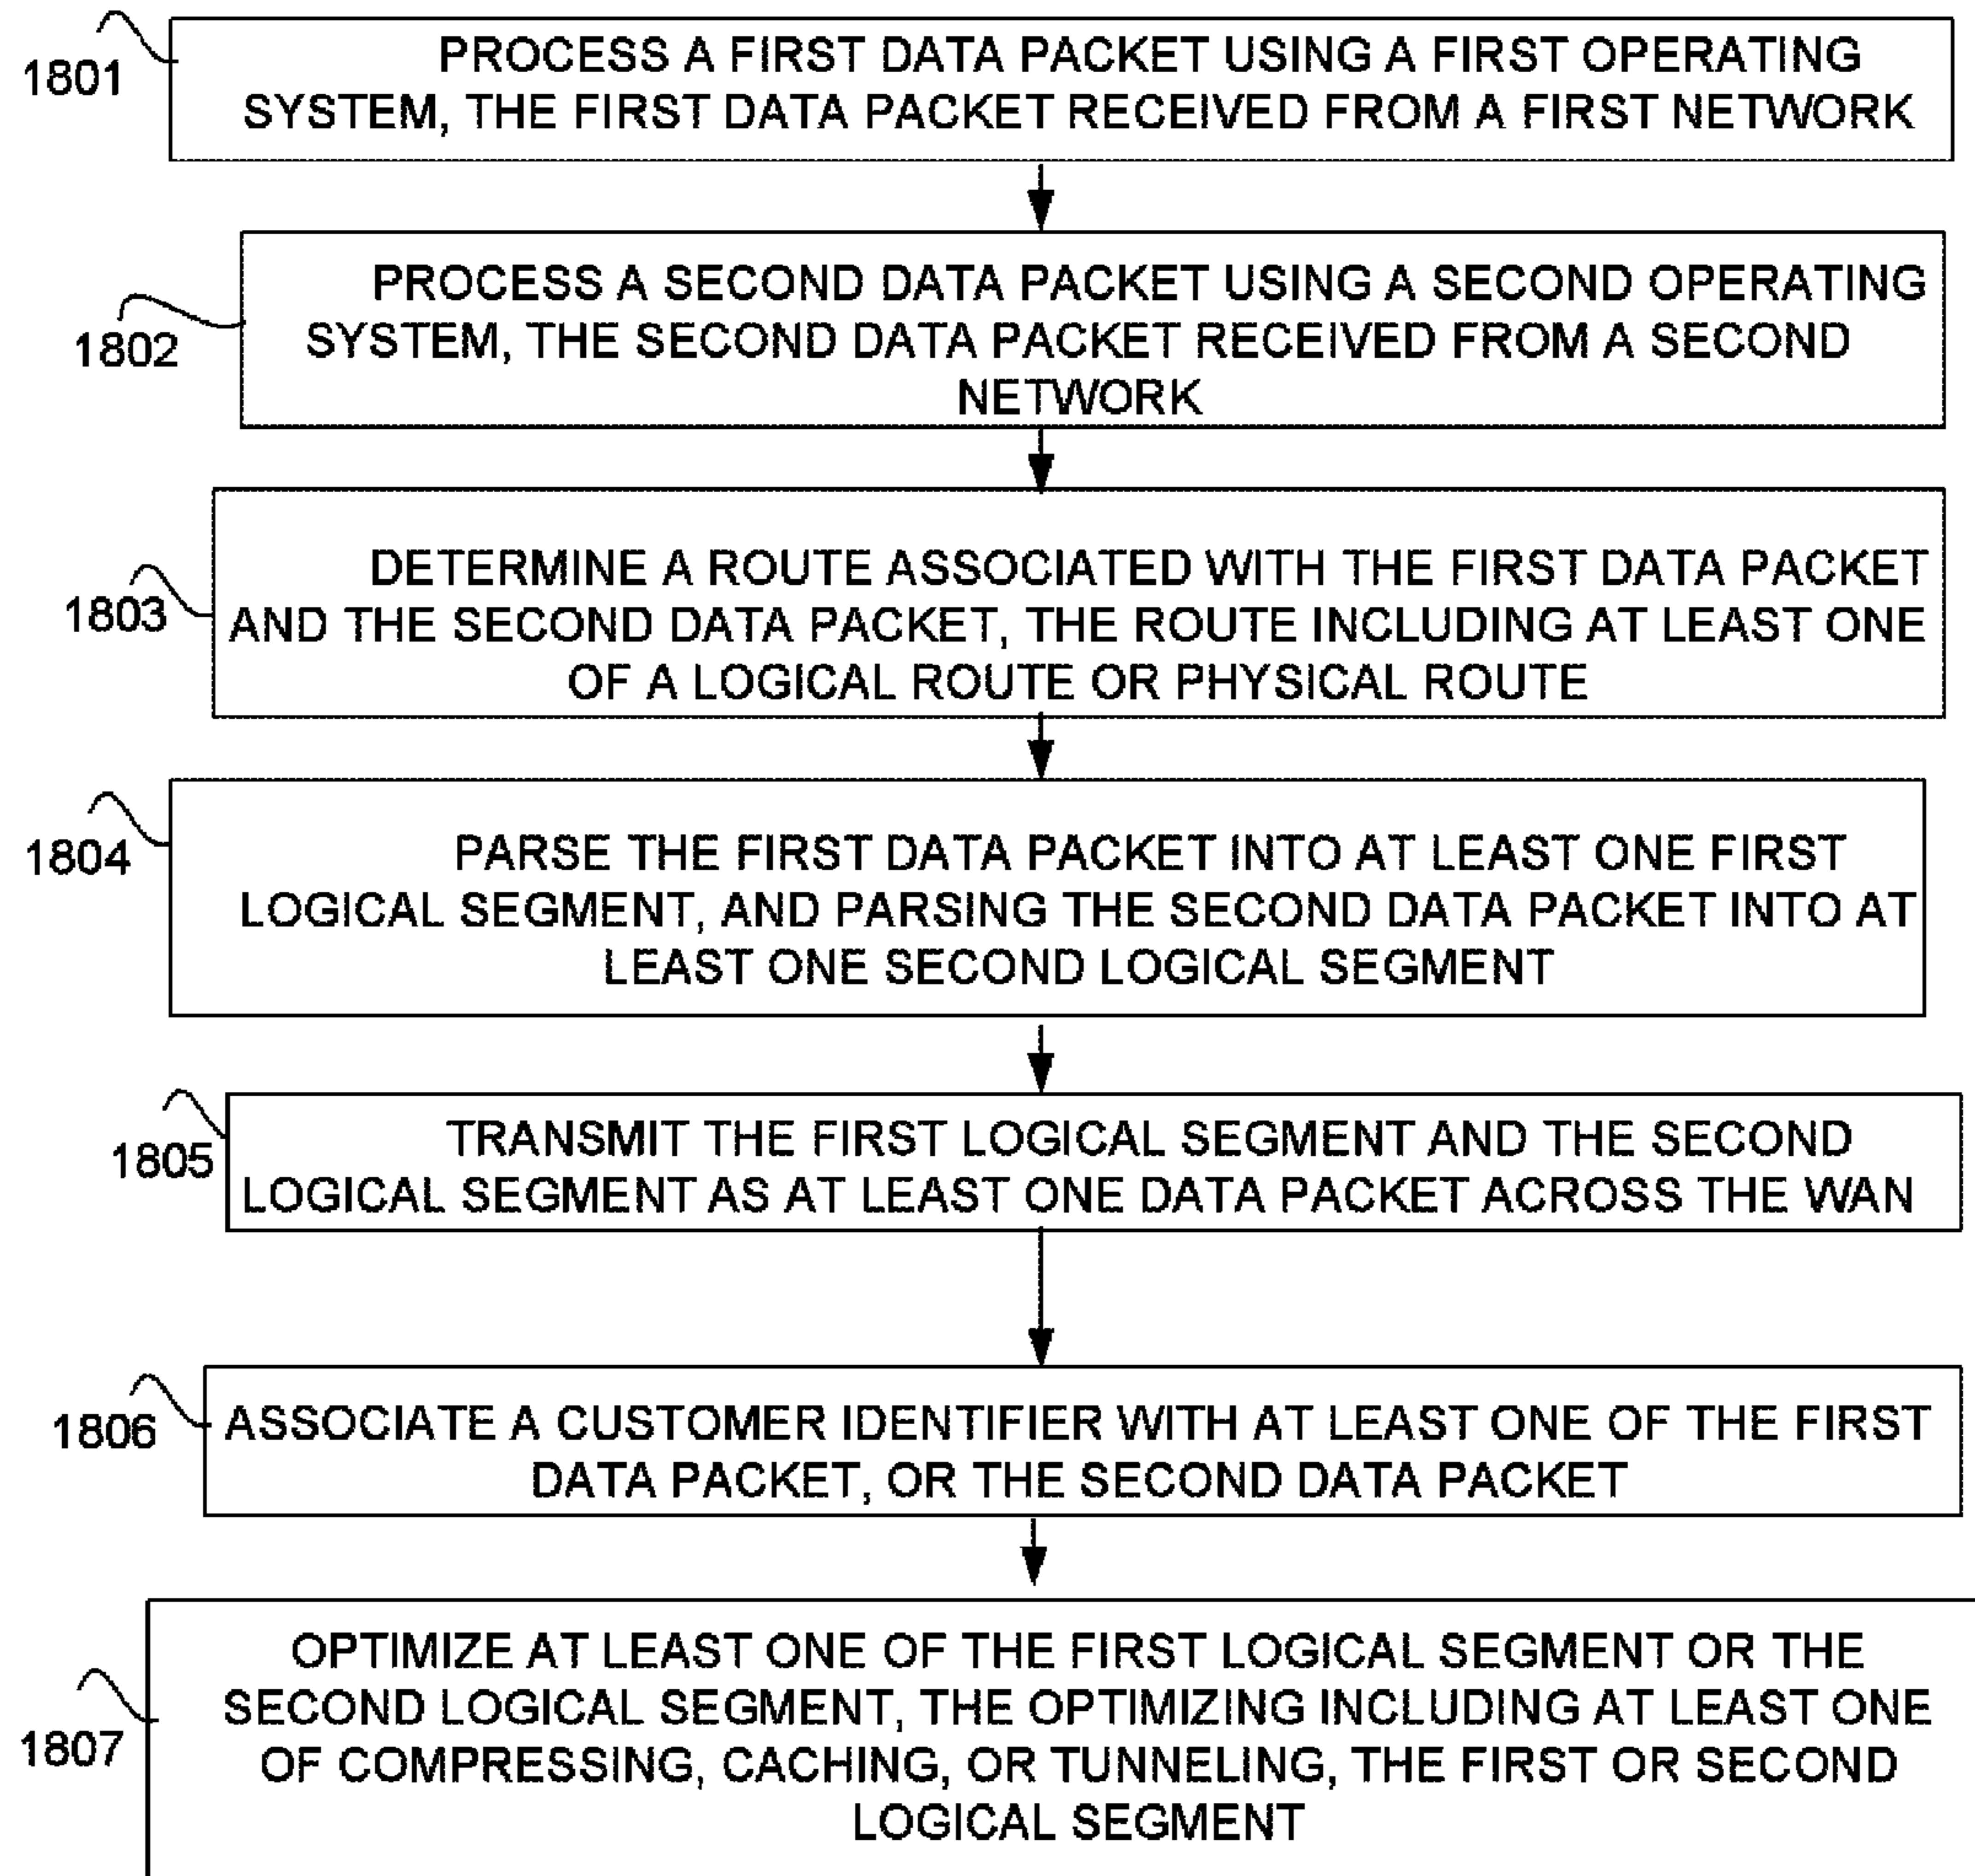 1801
PROCESS A FIRST DATA PACKET USING A FIRST OPERATING
SYSTEM, THE FIRST DATA PACKET RECEIVED FROM A FIRST NETWORK
1802
PROCESS A SECOND DATA PACKET USING A SECOND OPERATING
SYSTEM, THE SECOND DATA PACKET RECEIVED FROM A SECOND
NETWORK
1803
DETERMINE A ROUTE ASSOCIATED WITH THE FIRST DATA PACKET
AND THE SECOND DATA PACKET, THE ROUTE INCLUDING AT LEAST ONE
OF A LOGICAL ROUTE OR PHYSICAL ROUTE
1804
PARSE THE FIRST DATA PACKET INTO AT LEAST ONE FIRST
LOGICAL SEGMENT, AND PARSING THE SECOND DATA PACKET INTO AT
LEAST ONE SECOND LOGICAL SEGMENT
1805
TRANSMIT THE FIRST LOGICAL SEGMENT AND THE SECOND
LOGICAL SEGMENT AS AT LEAST ONE DATA PACKET ACROSS THE WAN
1806
ASSOCIATE A CUSTOMER IDENTIFIER WITH AT LEAST ONE OF THE FIRST
DATA PACKET, OR THE SECOND DATA PACKET
1807
OPTIMIZE AT LEAST ONE OF THE FIRST LOGICAL SEGMENT OR THE
SECOND LOGICAL SEGMENT, THE OPTIMIZING INCLUDING AT LEAST ONE
OF COMPRESSING, CACHING, OR TUNNELING, THE FIRST OR SECOND
LOGICAL SEGMENT